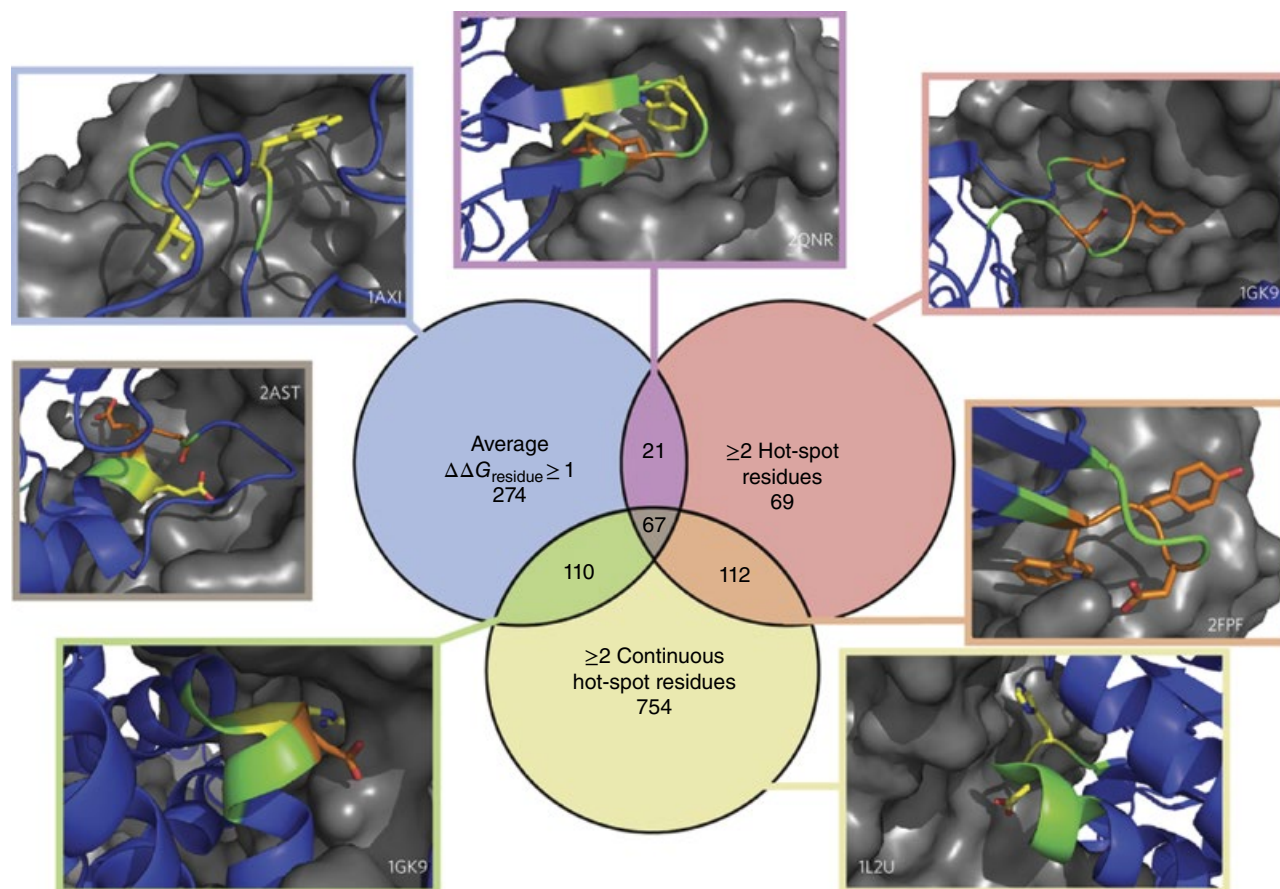 2QNR
1AXI
1GK9
2AST
Average
ΔΔG_residue ≥ 1
274
21
≥2 Hot-spot
residues
69
67
110
112
2FPF
≥2 Continuous
hot-spot residues
754
1GK9
1L2U